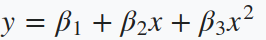 y = β₁ + β₂x + β₃x²